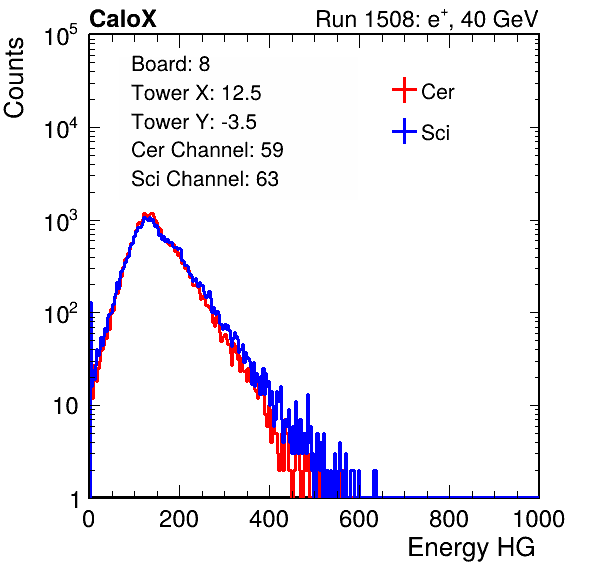 CaloX Run 1508: e⁺, 40 GeV
Counts
10⁵
10⁴
10³
10²
10
1
Board: 8
Tower X: 12.5
Tower Y: -3.5
Cer Channel: 59
Sci Channel: 63
Cer
Sci
0 200 400 600 800 1000
Energy HG